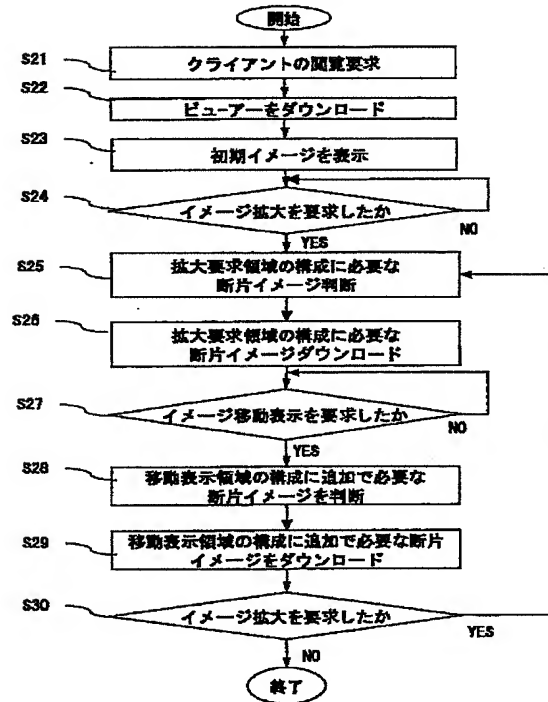 開始
S21
クライアントの閲覧要求
S22
ビューアーをダウンロード
S23
初期イメージを表示
S24
イメージ拡大を要求したか
NO
YES
S25
拡大要求領域の構成に必要な
断片イメージ判断
S26
拡大要求領域の構成に必要な
断片イメージダウンロード
S27
イメージ移動表示を要求したか
NO
YES
S28
移動表示領域の構成に追加で必要な
断片イメージを判断
S29
移動表示領域の構成に追加で必要な断片
イメージをダウンロード
S30
イメージ拡大を要求したか
YES
NO
終了